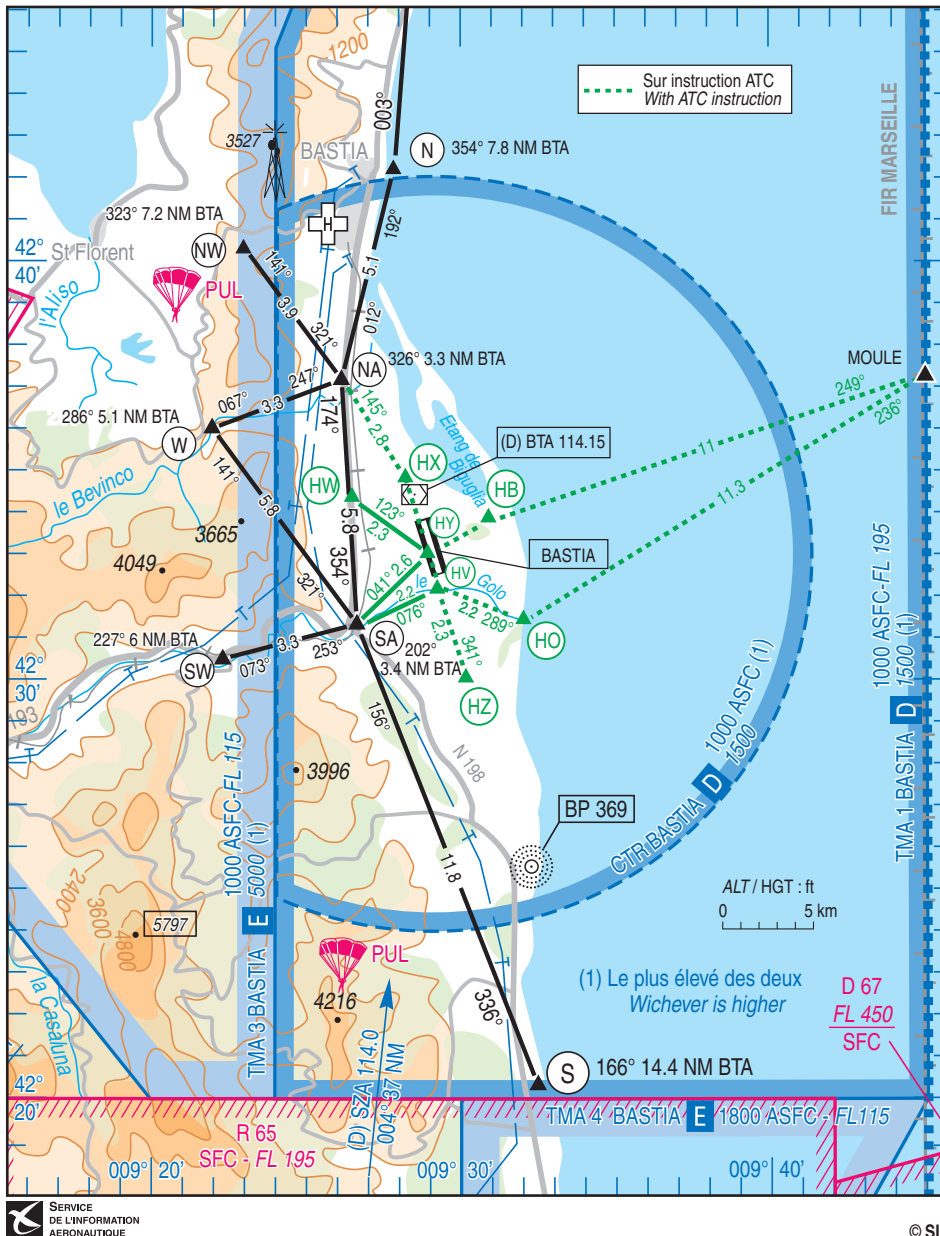 1200
Sur instruction ATC
With ATC instruction
003°
FIR MARSEILLE
3527
BASTIA
N
354° 7.8 NM BTA
323° 7.2 NM BTA
H
192°
42°
40'
St Florent
NW
PUL
l'Aliso
141°
3.9
321°
5.1
012°
NA
326° 3.3 NM BTA
MOULE
249°
236°
067°
3.3
247°
286° 5.1 NM BTA
W
174°
145°
2.8
Etang de
Biguglia
(D) BTA 114.15
HX
HB
11
11.3
le Bevinco
141°
5.8
HW
123°
2.3
5.8
HY
BASTIA
3665
4049
354°
041° 2.6
HV
le Golo
2.2
076°
2.2 289°
HO
321°
227° 6 NM BTA
SW
073°
3.3
253°
SA
202°
3.4 NM BTA
2.3
341°
HZ
42°
30'
193
156°
N 198
3996
1000 ASFC-FL 195
1500 (1)
TMA 1 BASTIA D
1000 ASFC (1)
1500
CTR BASTIA D
1000 ASFC-FL 115
5000 (1)
TMA 3 BASTIA E
BP 369
11.8
ALT / HGT : ft
0 5 km
2400
3600
4800
5797
la Casaluna
PUL
4216
336°
(1) Le plus élevé des deux
Wichever is higher
D 67
FL 450
SFC
S
166° 14.4 NM BTA
42°
20'
(D) SZA 114.0
004° 37 NM
R 65
SFC - FL 195
TMA 4 BASTIA E 1800 ASFC - FL115
009° 20'
009° 30'
009° 40'
SERVICE
DE L'INFORMATION
AERONAUTIQUE
© SI